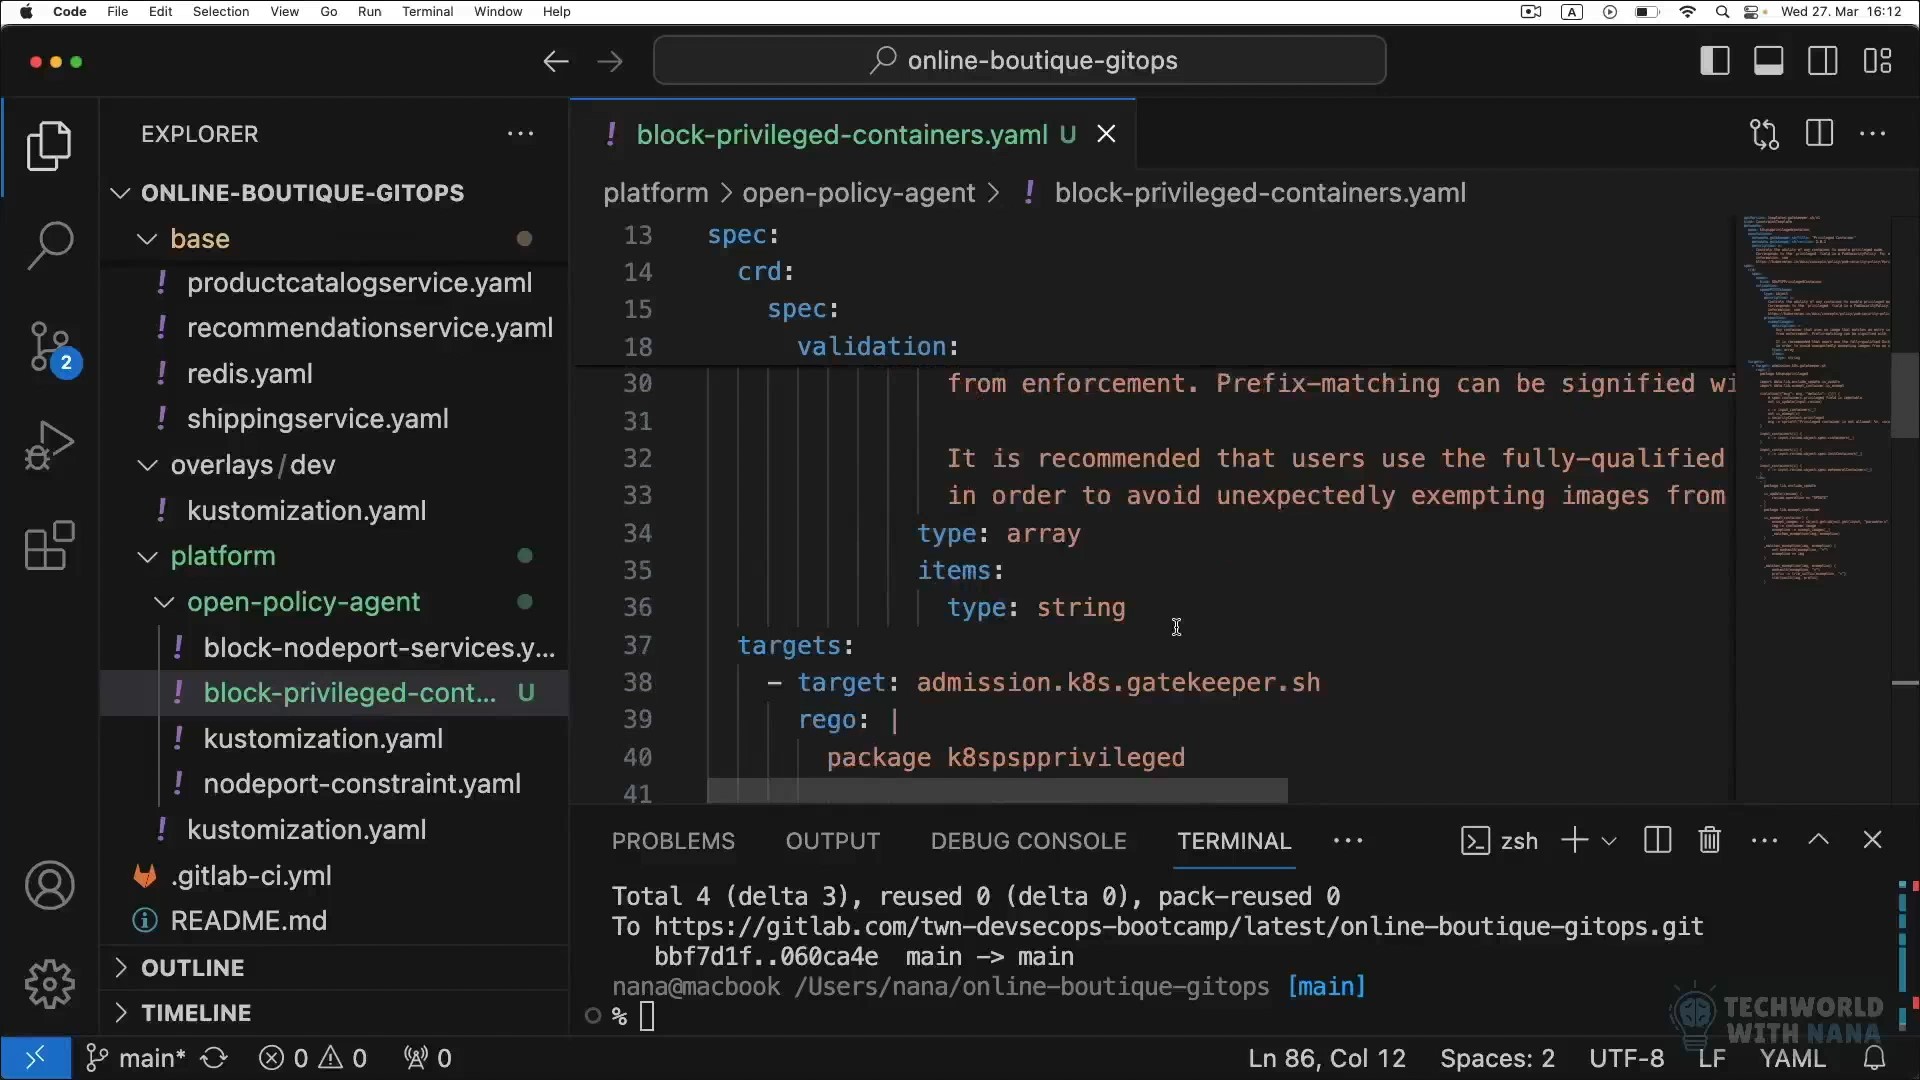 Code File Edit Selection View Go Run Terminal Window Help
A
Wed 27. Mar 16:12
online-boutique-gitops
EXPLORER
ONLINE-BOUTIQUE-GITOPS
base
productcatalogservice.yaml
recommendationservice.yaml
redis.yaml
shippingservice.yaml
overlays/dev
kustomization.yaml
platform
open-policy-agent
block-nodeport-services.y...
block-privileged-cont... U
kustomization.yaml
nodeport-constraint.yaml
kustomization.yaml
.gitlab-ci.yml
README.md
OUTLINE
TIMELINE
2
! block-privileged-containers.yaml U
platform > open-policy-agent > ! block-privileged-containers.yaml
13 spec:
14 crd:
15 spec:
18 validation:
30 from enforcement. Prefix-matching can be signified wi
31
32 It is recommended that users use the fully-qualified
33 in order to avoid unexpectedly exempting images from
34 type: array
35 items:
36 type: string
37 targets:
38 - target: admission.k8s.gatekeeper.sh
39 rego: |
40 package k8spspprivileged
41
PROBLEMS OUTPUT DEBUG CONSOLE TERMINAL ... zsh
Total 4 (delta 3), reused 0 (delta 0), pack-reused 0
To https://gitlab.com/twn-devsecops-bootcamp/latest/online-boutique-gitops.git
bbf7d1f..060ca4e main -> main
nana@macbook /Users/nana/online-boutique-gitops [main]
%
TECHWORLD
WITH NANA
main* 0 0 0 Ln 86, Col 12 Spaces: 2 UTF-8 LF YAML